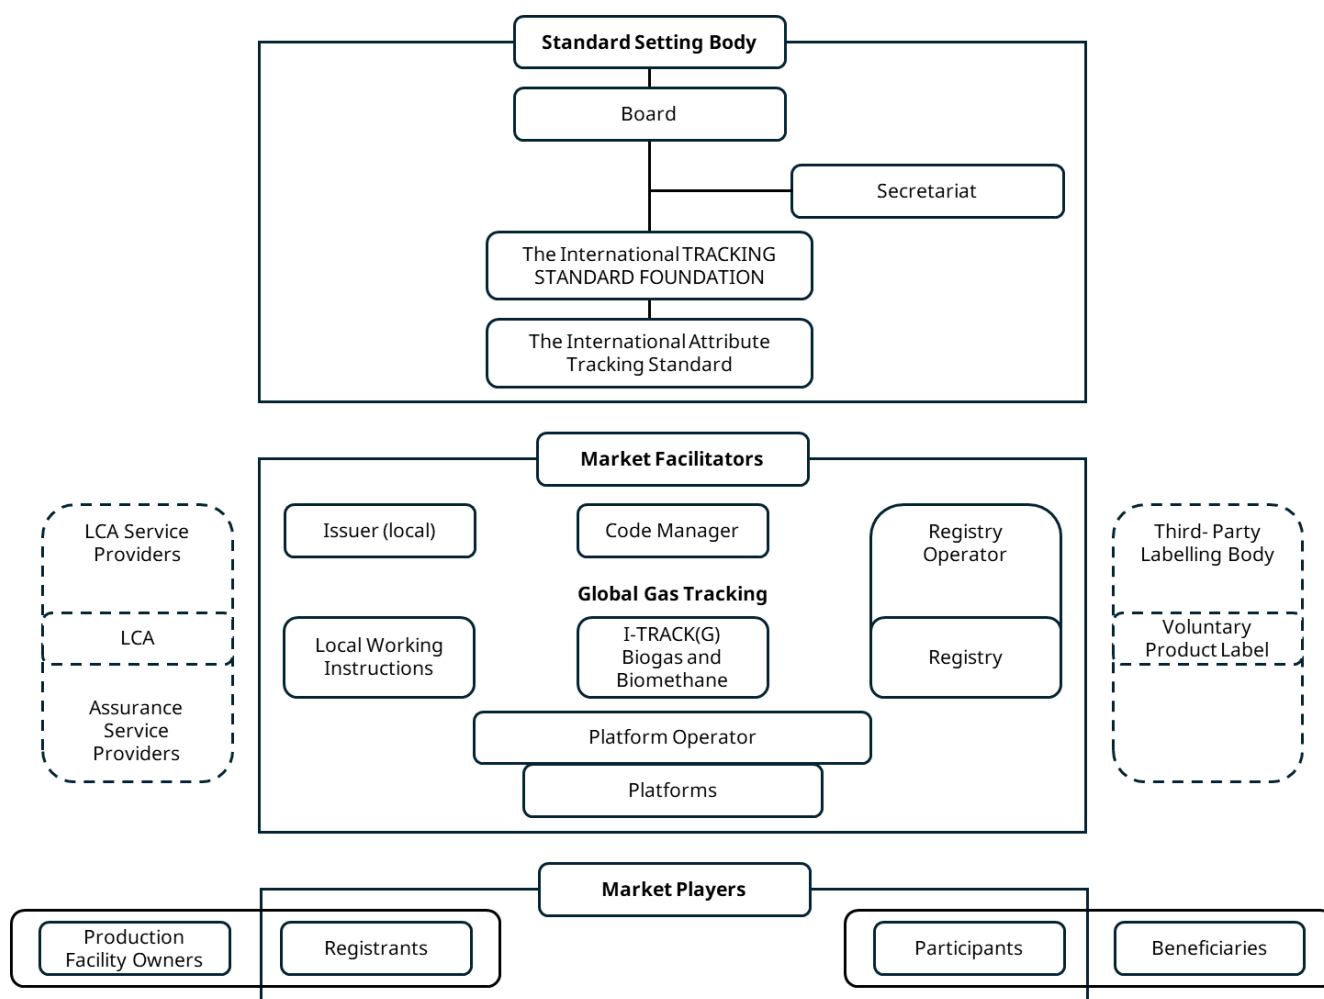 Standard Setting Body
Board
Secretariat
The International TRACKING
STANDARD FOUNDATION
The International Attribute
Tracking Standard
Market Facilitators
LCA Service
Providers
LCA
Assurance
Service
Providers
Issuer (local)
Code Manager
Registry
Operator
Global Gas Tracking
Local Working
Instructions
I-TRACK(G)
Biogas and
Biomethane
Registry
Platform Operator
Platforms
Third- Party
Labelling Body
Voluntary
Product Label
Market Players
Production
Facility Owners
Registrants
Participants
Beneficiaries